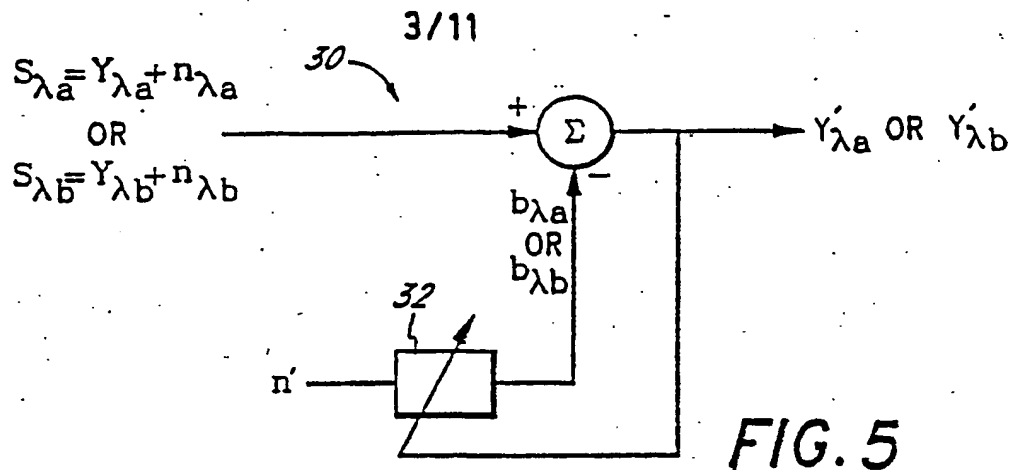 3/11
S_λa=Y_λa+n_λa
OR
S_λb=Y_λb+n_λb
30
+
Σ
−
Y'_λa OR Y'_λb
b_λa
OR
b_λb
32
n'
FIG. 5